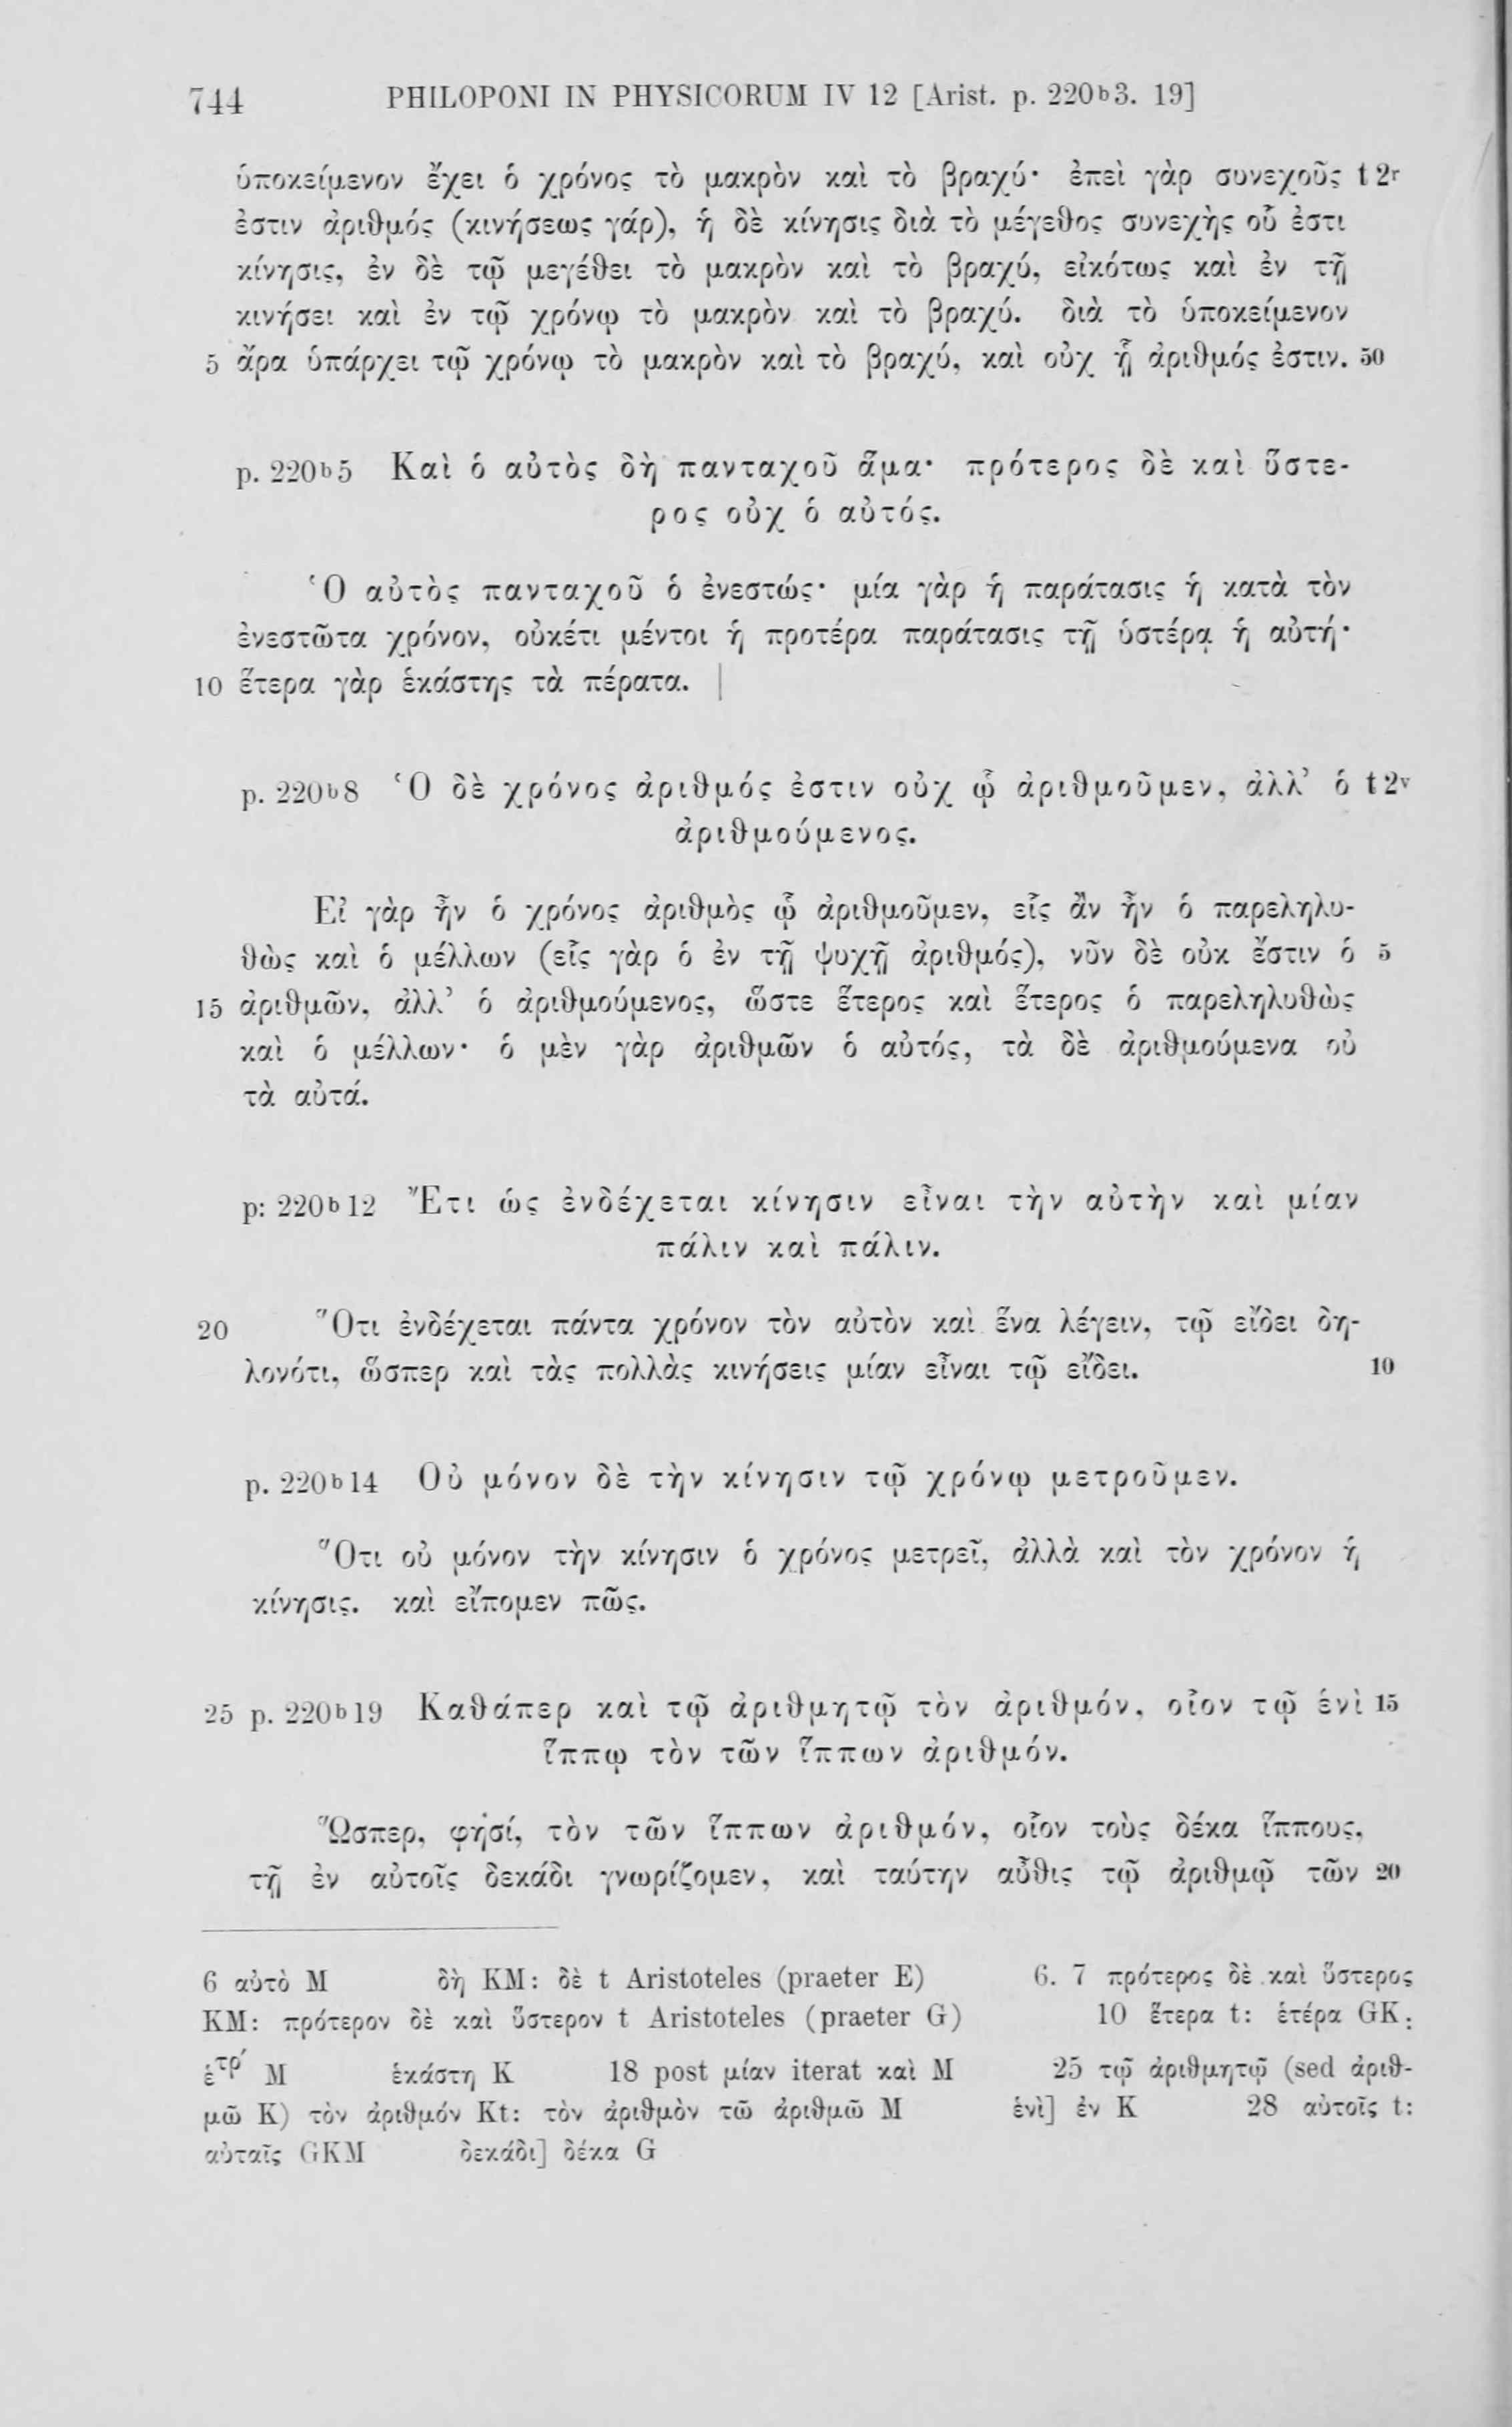 744 PHILOPONI IN PHYSICORUM IV 12 [Arist. p. 220b3. 19]
ὑποκείμενον ἔχει ὁ χρόνος τὸ μακρὸν καὶ τὸ βραχύ· ἐπεὶ γὰρ συνεχοῦς t 2r
ἐστιν ἀριθμός (κινήσεως γάρ), ἡ δὲ κίνησις διὰ τὸ μέγεθος συνεχὴς οὗ ἐστι
κίνησις, ἐν δὲ τῷ μεγέθει τὸ μακρὸν καὶ τὸ βραχύ, εἰκότως καὶ ἐν τῇ
κινήσει καὶ ἐν τῷ χρόνῳ τὸ μακρὸν καὶ τὸ βραχύ. διὰ τὸ ὑποκείμενον
5 ἄρα ὑπάρχει τῷ χρόνῳ τὸ μακρὸν καὶ τὸ βραχύ, καὶ οὐχ ᾗ ἀριθμός ἐστιν. 50
p. 220b5 Καὶ ὁ αὐτὸς δὴ πανταχοῦ ἅμα· πρότερος δὲ καὶ ὕστε-
ρος οὐχ ὁ αὐτός.
Ὁ αὐτὸς πανταχοῦ ὁ ἐνεστώς· μία γὰρ ἡ παράτασις ἡ κατὰ τὸν
ἐνεστῶτα χρόνον, οὐκέτι μέντοι ἡ προτέρα παράτασις τῇ ὑστέρᾳ ἡ αὐτή·
10 ἕτερα γὰρ ἑκάστης τὰ πέρατα. |
p. 220b8 Ὁ δὲ χρόνος ἀριθμός ἐστιν οὐχ ᾧ ἀριθμοῦμεν, ἀλλ’ ὁ t 2v
ἀριθμούμενος.
Εἰ γὰρ ἦν ὁ χρόνος ἀριθμὸς ᾧ ἀριθμοῦμεν, εἷς ἂν ἦν ὁ παρεληλυ-
θὼς καὶ ὁ μέλλων (εἷς γὰρ ὁ ἐν τῇ ψυχῇ ἀριθμός), νῦν δὲ οὐκ ἔστιν ὁ 5
15 ἀριθμῶν, ἀλλ’ ὁ ἀριθμούμενος, ὥστε ἕτερος καὶ ἕτερος ὁ παρεληλυθὼς
καὶ ὁ μέλλων· ὁ μὲν γὰρ ἀριθμῶν ὁ αὐτός, τὰ δὲ ἀριθμούμενα οὐ
τὰ αὐτά.
p: 220b12 Ἔτι ὡς ἐνδέχεται κίνησιν εἶναι τὴν αὐτὴν καὶ μίαν
πάλιν καὶ πάλιν.
20 Ὅτι ἐνδέχεται πάντα χρόνον τὸν αὐτὸν καὶ ἕνα λέγειν, τῷ εἴδει δη-
λονότι, ὥσπερ καὶ τὰς πολλὰς κινήσεις μίαν εἶναι τῷ εἴδει. 10
p. 220b14 Οὐ μόνον δὲ τὴν κίνησιν τῷ χρόνῳ μετροῦμεν.
Ὅτι οὐ μόνον τὴν κίνησιν ὁ χρόνος μετρεῖ, ἀλλὰ καὶ τὸν χρόνον ἡ
κίνησις. καὶ εἴπομεν πῶς.
25 p. 220b19 Καθάπερ καὶ τῷ ἀριθμητῷ τὸν ἀριθμόν, οἷον τῷ ἑνὶ 15
ἵππῳ τὸν τῶν ἵππων ἀριθμόν.
Ὥσπερ, φησί, τὸν τῶν ἵππων ἀριθμόν, οἷον τοὺς δέκα ἵππους,
τῇ ἐν αὐτοῖς δεκάδι γνωρίζομεν, καὶ ταύτην αὖθις τῷ ἀριθμῷ τῶν 20
6 αὐτὸ M δὴ KM: δὲ t Aristoteles (praeter E) 6. 7 πρότερος δὲ καὶ ὕστερος
KM: πρότερον δὲ καὶ ὕστερον t Aristoteles (praeter G) 10 ἕτερα t: ἑτέρα GK:
ἑτρ´ M ἑκάστη K 18 post μίαν iterat καὶ M 25 τῷ ἀριθμητῷ (sed ἀριθ-
μῶ K) τὸν ἀριθμόν Kt: τὸν ἀριθμὸν τῶ ἀριθμῶ M ἑνὶ] ἐν K 28 αὐτοῖς t:
αὐταῖς GKM δεκάδι] δέκα G